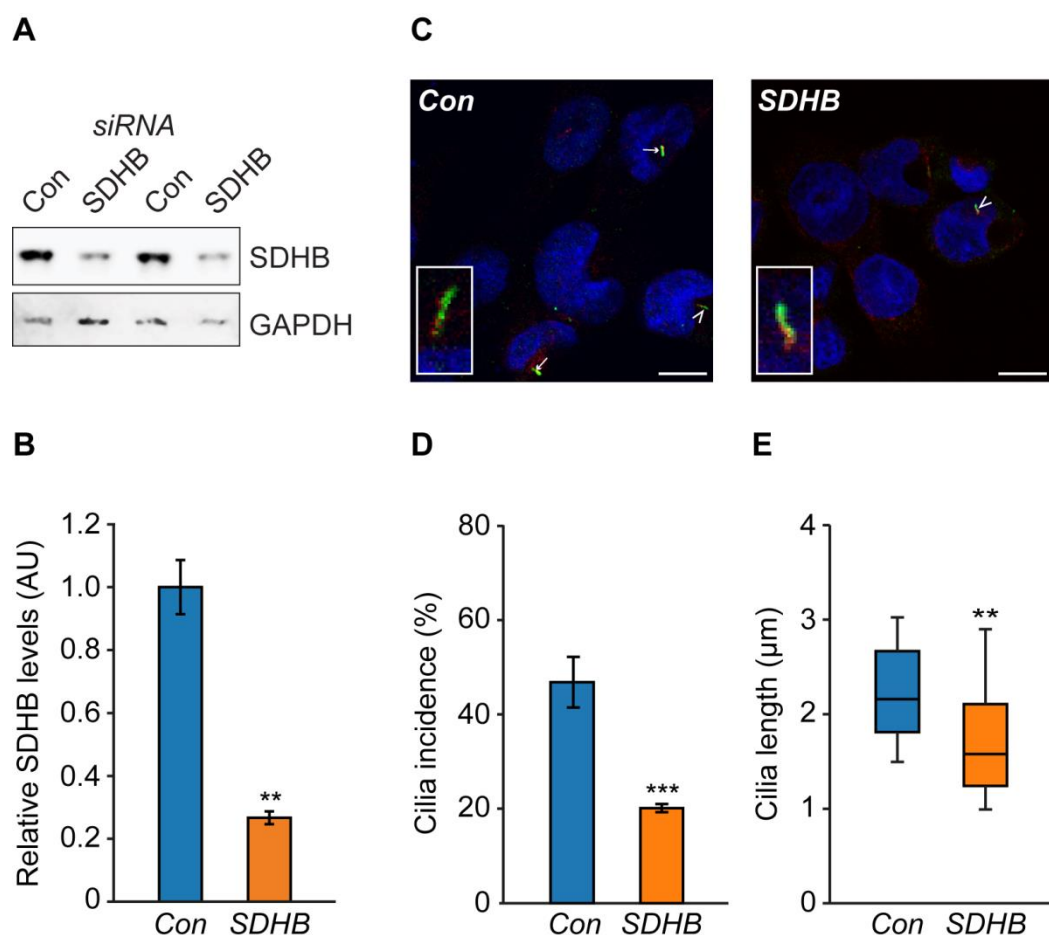 A
siRNA
Con SDHB Con SDHB
SDHB
GAPDH
C
Con
SDHB
B
Relative SDHB levels (AU)
1.2
1.0
0.8
0.6
0.4
0.2
0
**
Con SDHB
D
Cilia incidence (%)
80
60
40
20
0
***
Con SDHB
E
Cilia length (µm)
4
3
2
1
0
**
Con SDHB